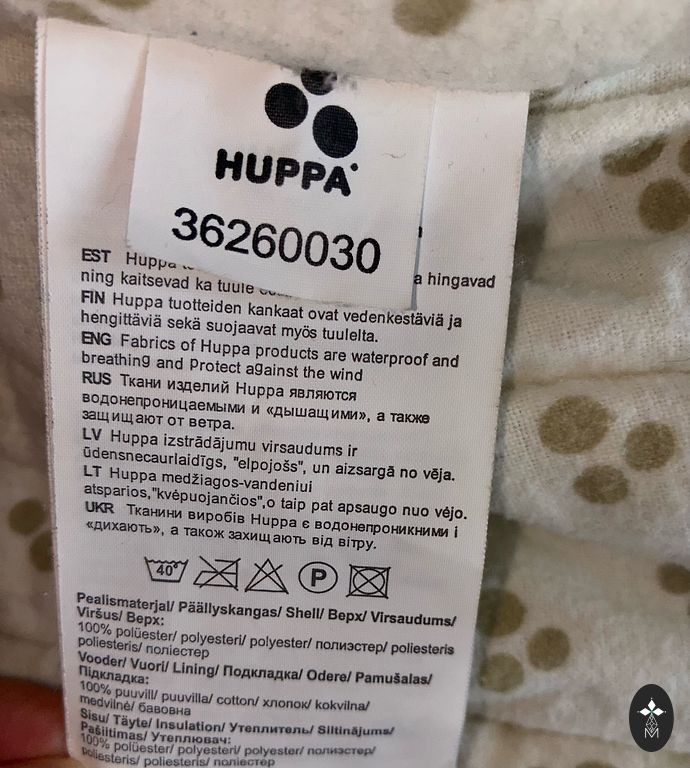 HUPPA
36260030
EST Huppa
a hingavad
ning kaitsevad ka tuule
FIN Huppa tuotteiden kankaat ovat vedenkestäviä ja
hengittäviä sekä suojaavat myös tuulelta.
ENG Fabrics of Huppa products are waterproof and
breathing and protect against the wind
RUS Ткани изделий Huppa являются
водонепроницаемыми и «дышащими», а также
защищают от ветра.
LV Huppa izstrādājumu virsaudums ir
ūdensnecaurlaidīgs, "elpojošs", un aizsargā no vēja.
LT Huppa medžiagos-vandeniui
atsparios,"kvėpuojančios",o taip pat apsaugo nuo vėjo.
UKR Тканини виробів Huppa є водонепроникними і
«дихають», а також захищають від вітру.
40° P
Pealismaterjal/ Päällyskangas/ Shell/ Верх/ Virsaudums/
Viršus/ Верх:
100% polüester/ polyesteri/ polyester/ полиэстер/ poliesteris
poliesteris/ поліестер
Vooder/ Vuori/ Lining/ Подкладка/ Odere/ Pamušalas/
Підкладка:
100% puuvill/ puuvilla/ cotton/ хлопок/ kokvilna/
medvilnė/ бавовна
Sisu/ Täyte/ Insulation/ Утеплитель/ Siltinājums/
Pašiltimas/ Утеплювач:
100% polüester/ polyesteri/ polyester/ полиэстер/
poliesteris/ poliesteris/ поліестер
M